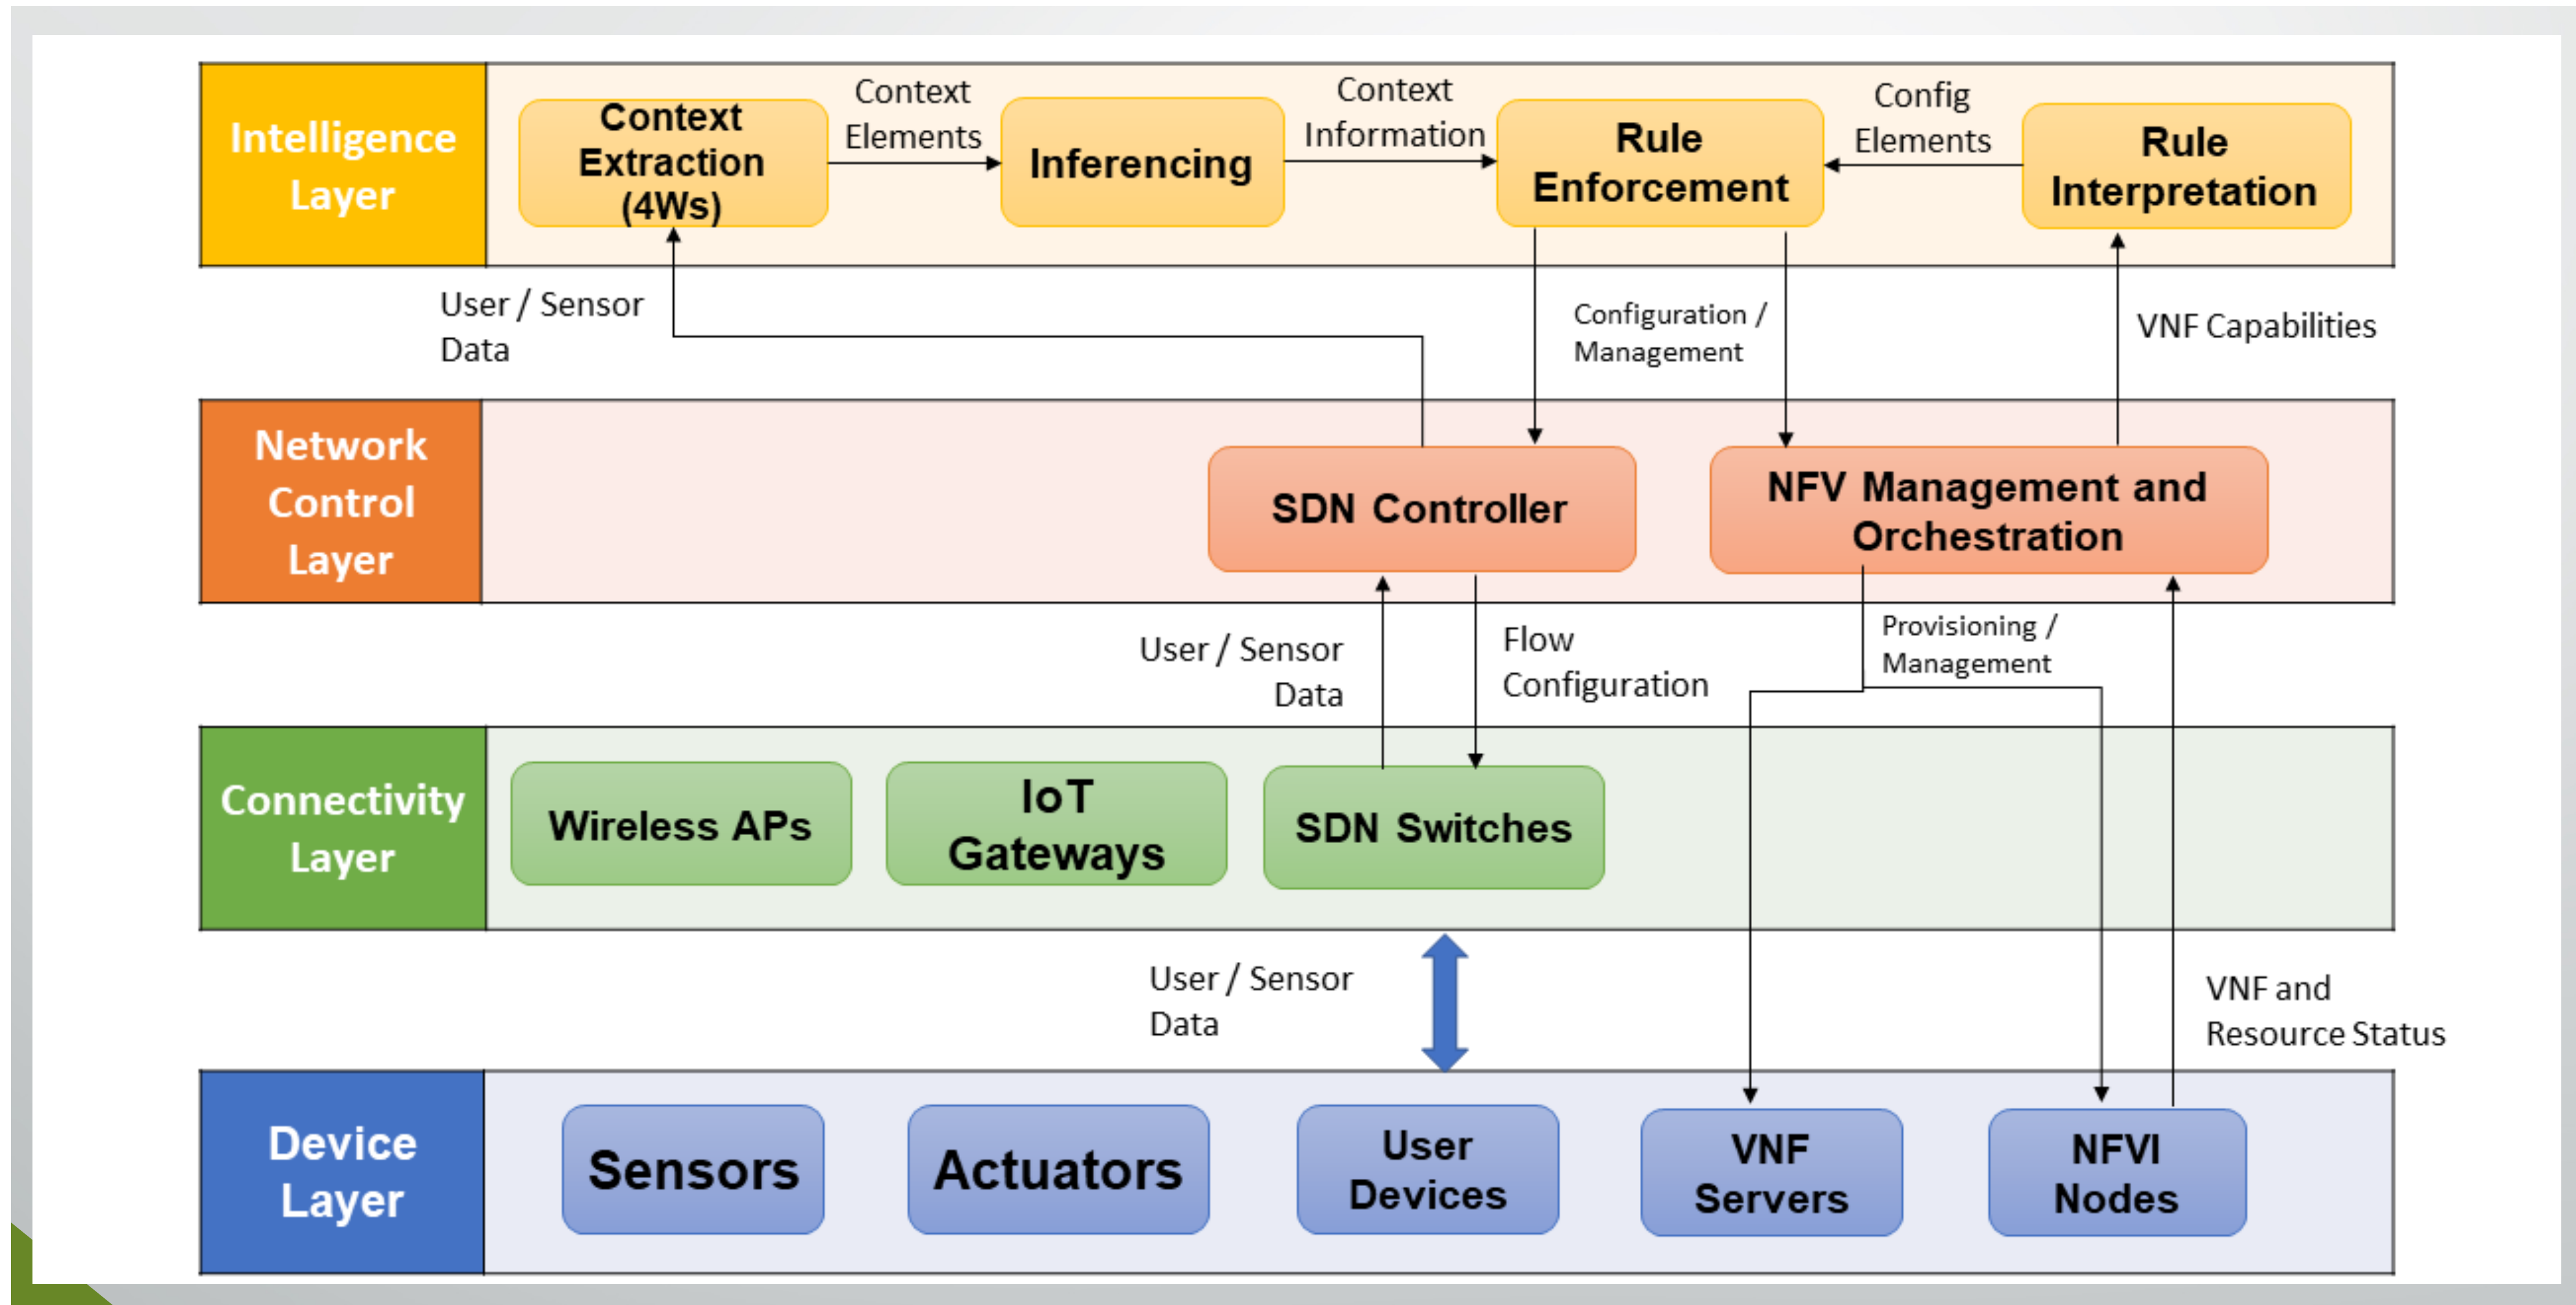 Intelligence
Layer
Context
Extraction
(4Ws)
Context
Elements
Inferencing
Context
Information
Rule
Enforcement
Config
Elements
Rule
Interpretation
User / Sensor
Data
Configuration /
Management
VNF Capabilities
Network
Control
Layer
SDN Controller
NFV Management and
Orchestration
User / Sensor
Data
Flow
Configuration
Provisioning /
Management
Connectivity
Layer
Wireless APs
IoT
Gateways
SDN Switches
User / Sensor
Data
VNF and
Resource Status
Device
Layer
Sensors
Actuators
User
Devices
VNF
Servers
NFVI
Nodes